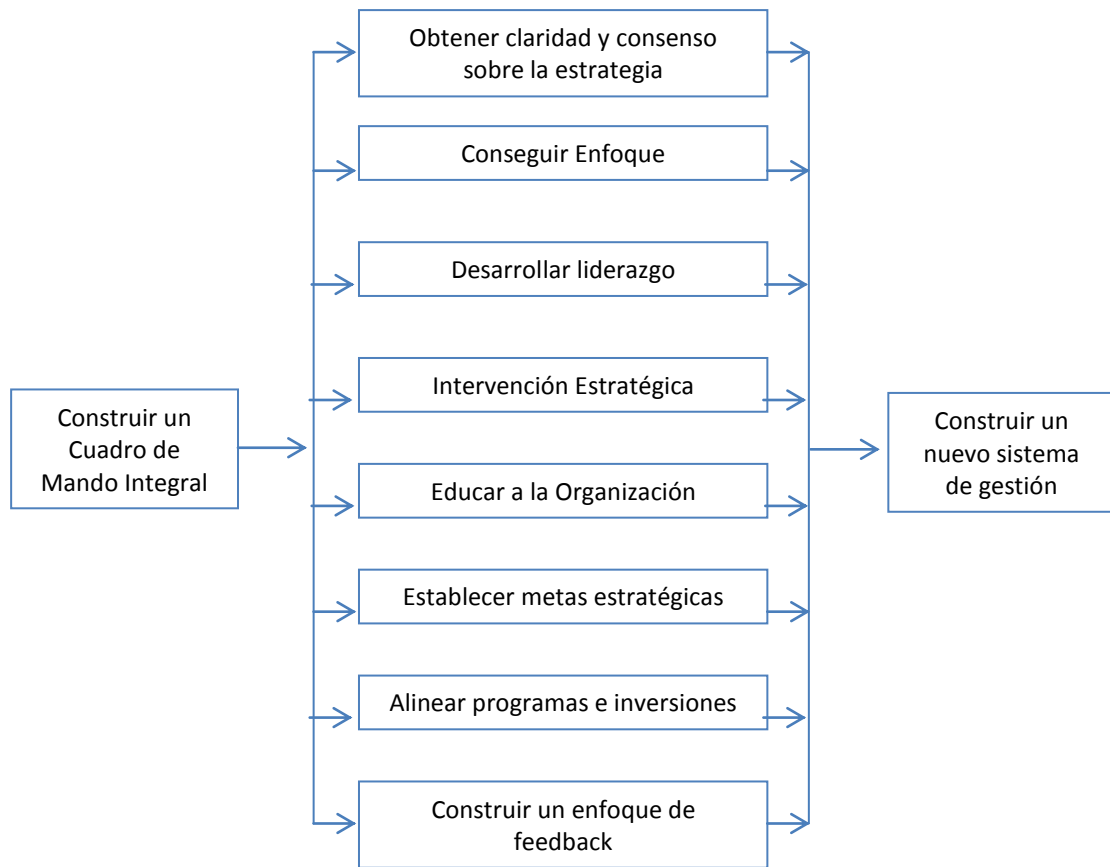 Obtener claridad y consenso
sobre la estrategia
Conseguir Enfoque
Desarrollar liderazgo
Intervención Estratégica
Construir un
Cuadro de
Mando Integral
Construir un
nuevo sistema
de gestión
Educar a la Organización
Establecer metas estratégicas
Alinear programas e inversiones
Construir un enfoque de
feedback